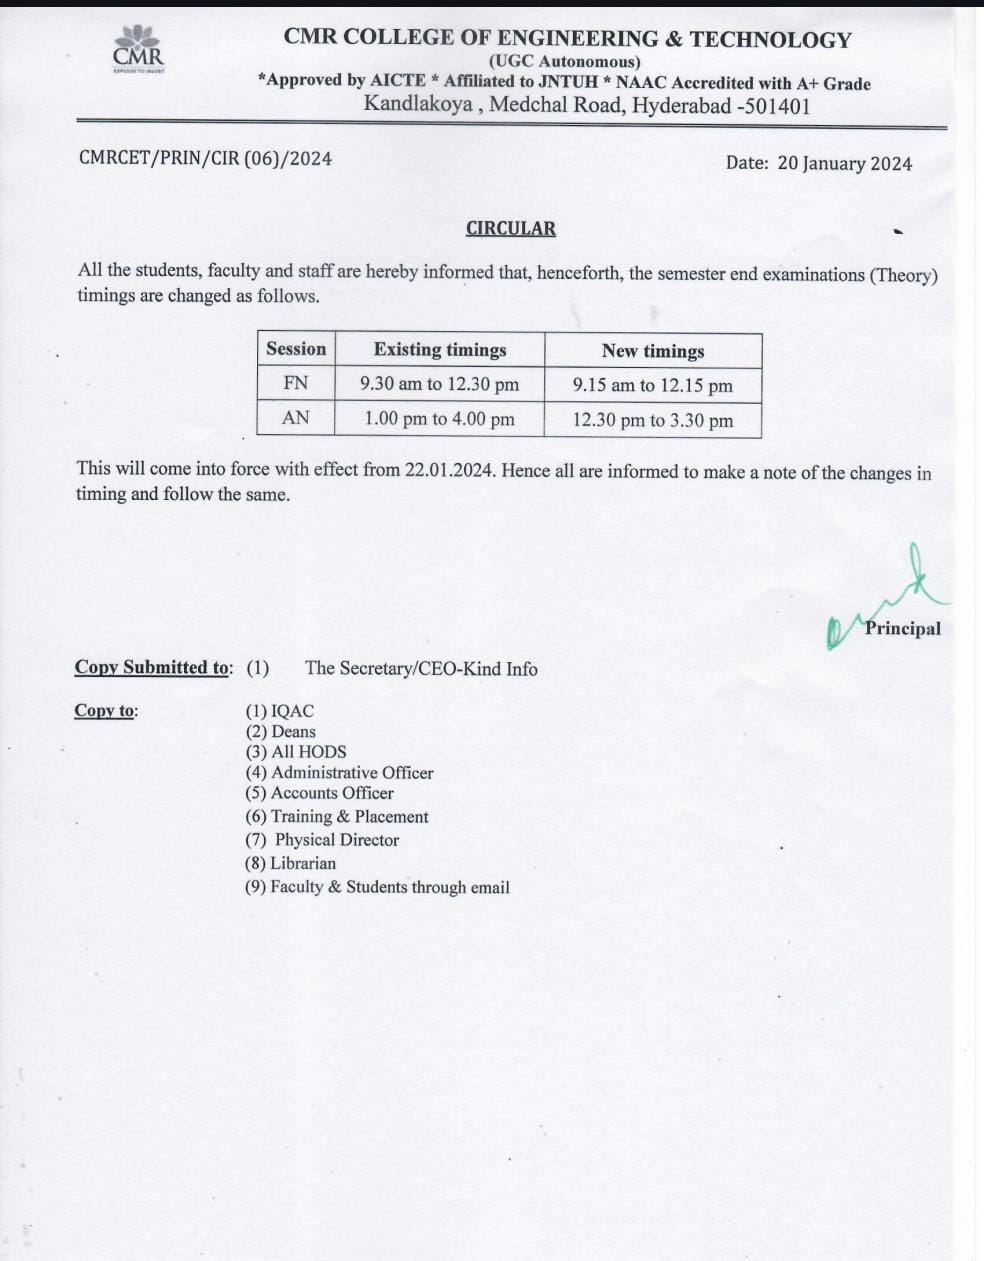 CMR
EXPLORE TO INVENT
CMR COLLEGE OF ENGINEERING & TECHNOLOGY
(UGC Autonomous)
*Approved by AICTE * Affiliated to JNTUH * NAAC Accredited with A+ Grade
Kandlakoya , Medchal Road, Hyderabad -501401
CMRCET/PRIN/CIR (06)/2024 Date: 20 January 2024
CIRCULAR
All the students, faculty and staff are hereby informed that, henceforth, the semester end examinations (Theory)
timings are changed as follows.
Session Existing timings New timings
FN 9.30 am to 12.30 pm 9.15 am to 12.15 pm
AN 1.00 pm to 4.00 pm 12.30 pm to 3.30 pm
This will come into force with effect from 22.01.2024. Hence all are informed to make a note of the changes in
timing and follow the same.
Principal
Copy Submitted to: (1) The Secretary/CEO-Kind Info
Copy to: (1) IQAC
(2) Deans
(3) All HODS
(4) Administrative Officer
(5) Accounts Officer
(6) Training & Placement
(7) Physical Director
(8) Librarian
(9) Faculty & Students through email